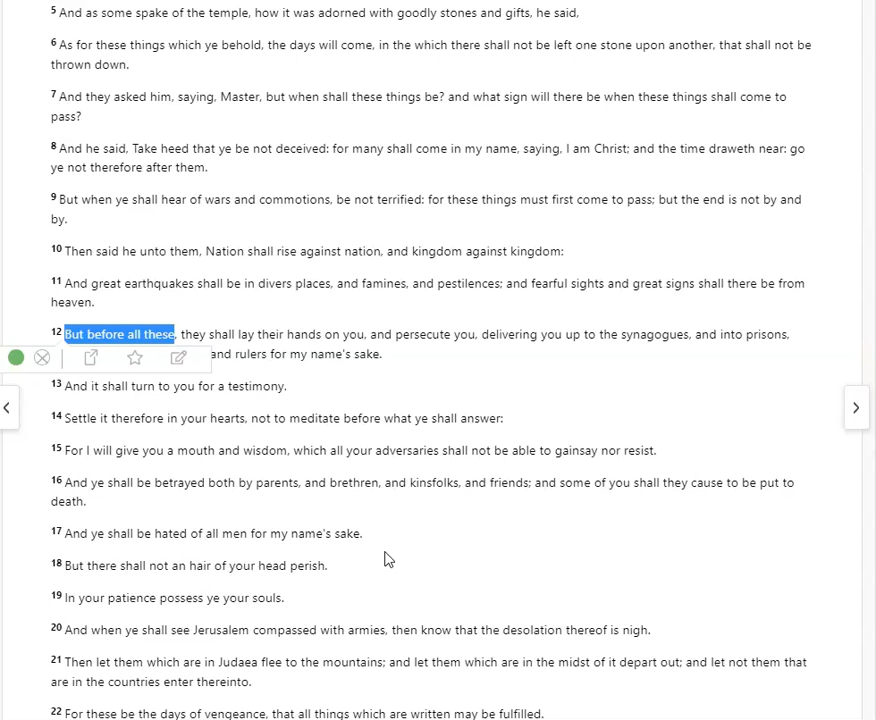 5 And as some spake of the temple, how it was adorned with goodly stones and gifts, he said,
6 As for these things which ye behold, the days will come, in the which there shall not be left one stone upon another, that shall not be
thrown down.
7 And they asked him, saying, Master, but when shall these things be? and what sign will there be when these things shall come to
pass?
8 And he said, Take heed that ye be not deceived: for many shall come in my name, saying, I am Christ; and the time draweth near: go
ye not therefore after them.
9 But when ye shall hear of wars and commotions, be not terrified: for these things must first come to pass; but the end is not by and
by.
10 Then said he unto them, Nation shall rise against nation, and kingdom against kingdom:
11 And great earthquakes shall be in divers places, and famines, and pestilences; and fearful sights and great signs shall there be from
heaven.
12 But before all these, they shall lay their hands on you, and persecute you, delivering you up to the synagogues, and into prisons,
and rulers for my name's sake.
13 And it shall turn to you for a testimony.
14 Settle it therefore in your hearts, not to meditate before what ye shall answer:
15 For I will give you a mouth and wisdom, which all your adversaries shall not be able to gainsay nor resist.
16 And ye shall be betrayed both by parents, and brethren, and kinsfolks, and friends; and some of you shall they cause to be put to
death.
17 And ye shall be hated of all men for my name's sake.
18 But there shall not an hair of your head perish.
19 In your patience possess ye your souls.
20 And when ye shall see Jerusalem compassed with armies, then know that the desolation thereof is nigh.
21 Then let them which are in Judaea flee to the mountains; and let them which are in the midst of it depart out; and let not them that
are in the countries enter thereinto.
22 For these be the days of vengeance, that all things which are written may be fulfilled.